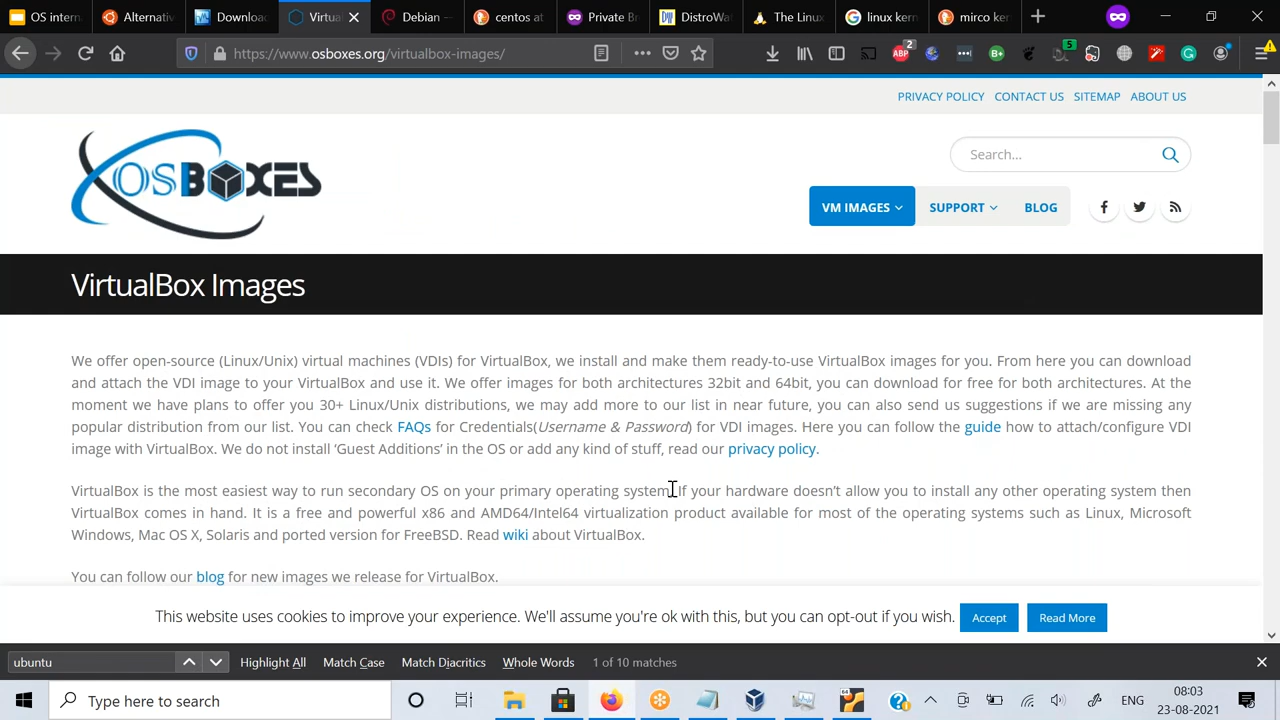 OS intern
Alternativ
Download
Virtua
Debian —
centos at
Private Br
DistroWat
The Linux
linux kern
mirco ker
https://www.osboxes.org/virtualbox-images/
ABP
2
5
PRIVACY POLICY CONTACT US SITEMAP ABOUT US
OSBOXES
Search...
VM IMAGES SUPPORT BLOG
VirtualBox Images
We offer open-source (Linux/Unix) virtual machines (VDIs) for VirtualBox, we install and make them ready-to-use VirtualBox images for you. From here you can download
and attach the VDI image to your VirtualBox and use it. We offer images for both architectures 32bit and 64bit, you can download for free for both architectures. At the
moment we have plans to offer you 30+ Linux/Unix distributions, we may add more to our list in near future, you can also send us suggestions if we are missing any
popular distribution from our list. You can check FAQs for Credentials(Username & Password) for VDI images. Here you can follow the guide how to attach/configure VDI
image with VirtualBox. We do not install ‘Guest Additions’ in the OS or add any kind of stuff, read our privacy policy.
VirtualBox is the most easiest way to run secondary OS on your primary operating system. If your hardware doesn’t allow you to install any other operating system then
VirtualBox comes in hand. It is a free and powerful x86 and AMD64/Intel64 virtualization product available for most of the operating systems such as Linux, Microsoft
Windows, Mac OS X, Solaris and ported version for FreeBSD. Read wiki about VirtualBox.
You can follow our blog for new images we release for VirtualBox.
This website uses cookies to improve your experience. We'll assume you're ok with this, but you can opt-out if you wish. Accept Read More
ubuntu Highlight All Match Case Match Diacritics Whole Words 1 of 10 matches
Type here to search
ENG
08:03
23-08-2021